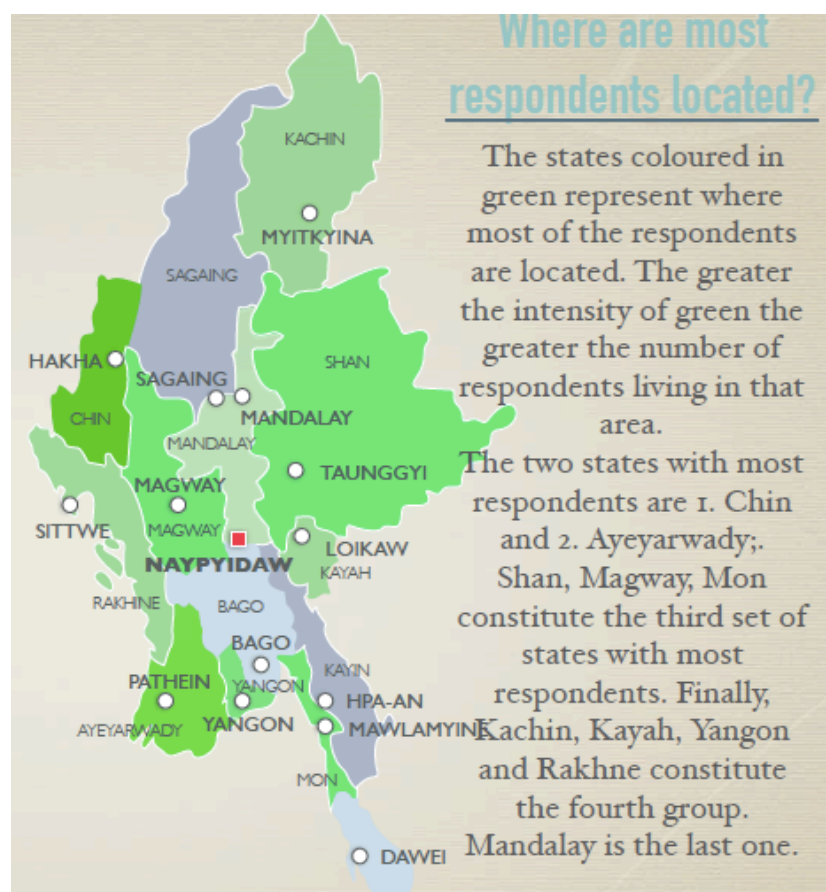 Where are most
respondents located?
The states coloured in
green represent where
most of the respondents
are located. The greater
the intensity of green the
greater the number of
respondents living in that
area.
The two states with most
respondents are 1. Chin
and 2. Ayeyarwady;.
Shan, Magway, Mon
constitute the third set of
states with most
respondents. Finally,
Kachin, Kayah, Yangon
and Rakhne constitute
the fourth group.
Mandalay is the last one.
KACHIN
MYITKYINA
SAGAING
HAKHA
SHAN
SAGAING
MANDALAY
CHIN
MANDALAY
TAUNGGYI
MAGWAY
SITTWE
MAGWAY
LOIKAW
NAYPYIDAW
KAYAH
RAKHINE
BAGO
BAGO
KAYIN
PATHEIN
YANGON
HPA-AN
AYEYARWADY
YANGON
MAWLAMYINE
MON
DAWEI